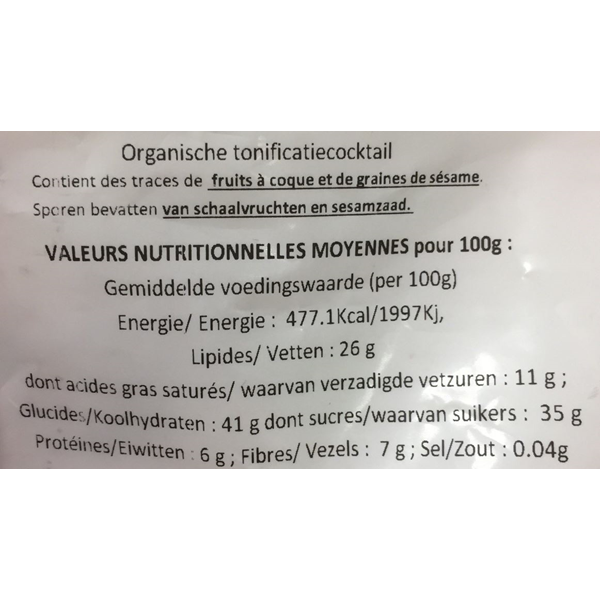 Organische tonificatiecocktail
Contient des traces de fruits à coque et de graines de sésame.
Sporen bevatten van schaalvruchten en sesamzaad.
VALEURS NUTRITIONNELLES MOYENNES pour 100g :
Gemiddelde voedingswaarde (per 100g)
Energie/ Energie : 477.1Kcal/1997Kj,
Lipides/ Vetten : 26 g
dont acides gras saturés/ waarvan verzadigde vetzuren : 11 g ;
Glucides/Koolhydraten : 41 g dont sucres/waarvan suikers : 35 g
Protéines/Eiwitten : 6 g ; Fibres/ Vezels : 7 g ; Sel/Zout : 0.04g